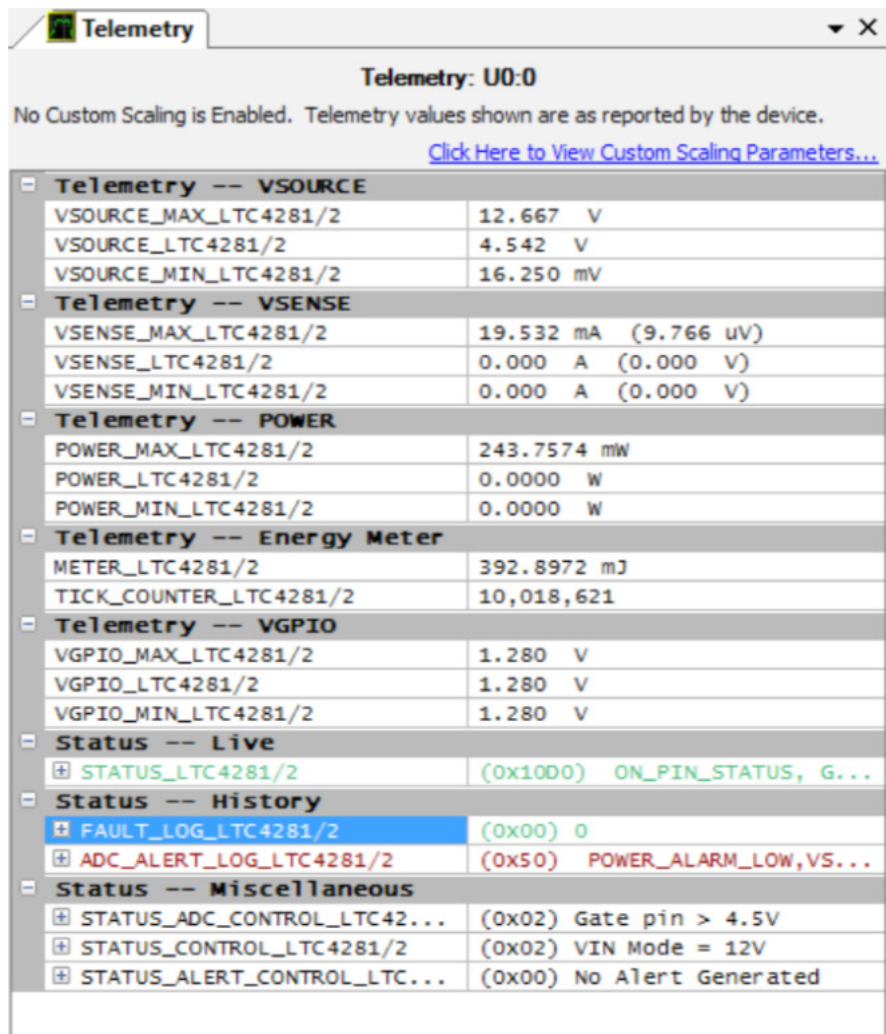 Telemetry
Telemetry: U0:0
No Custom Scaling is Enabled. Telemetry values shown are as reported by the device.
Click Here to View Custom Scaling Parameters...
Telemetry -- VSOURCE
VSOURCE_MAX_LTC4281/2 12.667 V
VSOURCE_LTC4281/2 4.542 V
VSOURCE_MIN_LTC4281/2 16.250 mV
Telemetry -- VSENSE
VSENSE_MAX_LTC4281/2 19.532 mA (9.766 uV)
VSENSE_LTC4281/2 0.000 A (0.000 V)
VSENSE_MIN_LTC4281/2 0.000 A (0.000 V)
Telemetry -- POWER
POWER_MAX_LTC4281/2 243.7574 mW
POWER_LTC4281/2 0.0000 W
POWER_MIN_LTC4281/2 0.0000 W
Telemetry -- Energy Meter
METER_LTC4281/2 392.8972 mJ
TICK_COUNTER_LTC4281/2 10,018,621
Telemetry -- VGPIO
VGPIO_MAX_LTC4281/2 1.280 V
VGPIO_LTC4281/2 1.280 V
VGPIO_MIN_LTC4281/2 1.280 V
Status -- Live
STATUS_LTC4281/2 (0x10D0) ON_PIN_STATUS, G...
Status -- History
FAULT_LOG_LTC4281/2 (0x00) 0
ADC_ALERT_LOG_LTC4281/2 (0x50) POWER_ALARM_LOW,VS...
Status -- Miscellaneous
STATUS_ADC_CONTROL_LTC42... (0x02) Gate pin > 4.5V
STATUS_CONTROL_LTC4281/2 (0x02) VIN Mode = 12V
STATUS_ALERT_CONTROL_LTC... (0x00) No Alert Generated